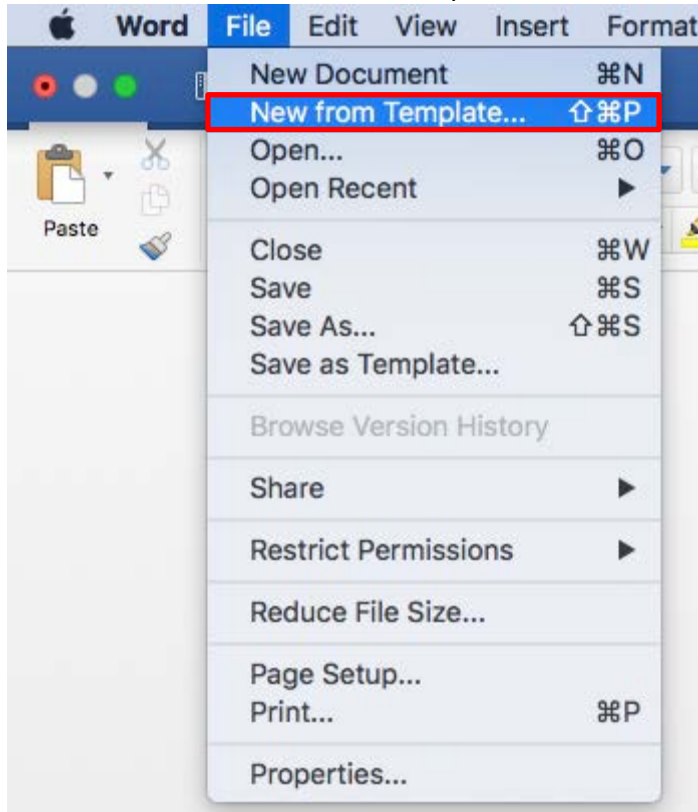 Word File Edit View Insert Format
New Document ⌘N
New from Template... ⇧⌘P
Open... ⌘O
Open Recent ▶
Paste
Close ⌘W
Save ⌘S
Save As... ⇧⌘S
Save as Template...
Browse Version History
Share ▶
Restrict Permissions ▶
Reduce File Size...
Page Setup...
Print... ⌘P
Properties...